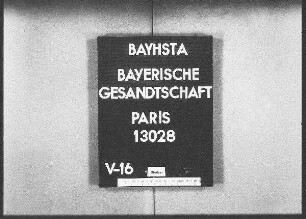 BAYHSTA
BAYERISCHE
GESANDTSCHAFT
PARIS
13028
V-16